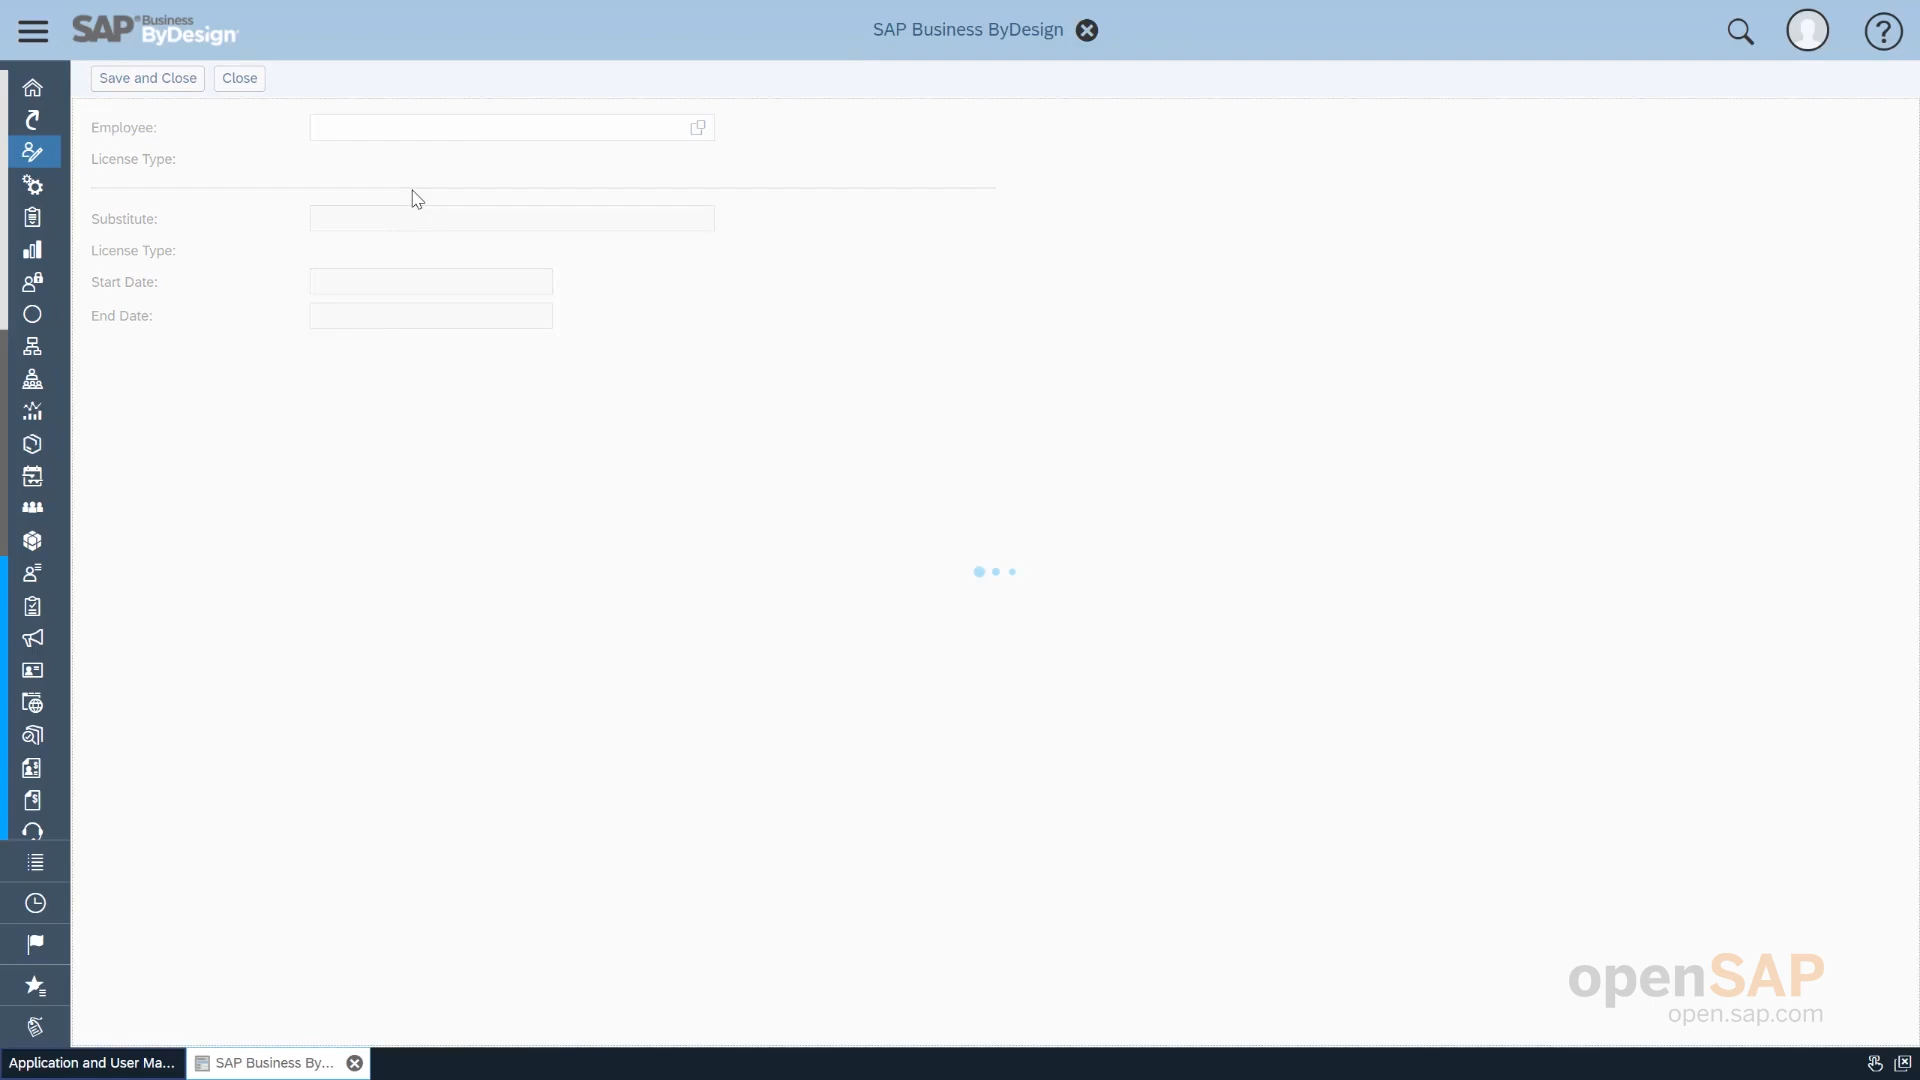 SAP Business ByDesign
SAP Business ByDesign
Save and Close
Close
Employee:
License Type:
Substitute:
License Type:
Start Date:
End Date:
openSAP
open.sap.com
Application and User Ma...
SAP Business By...